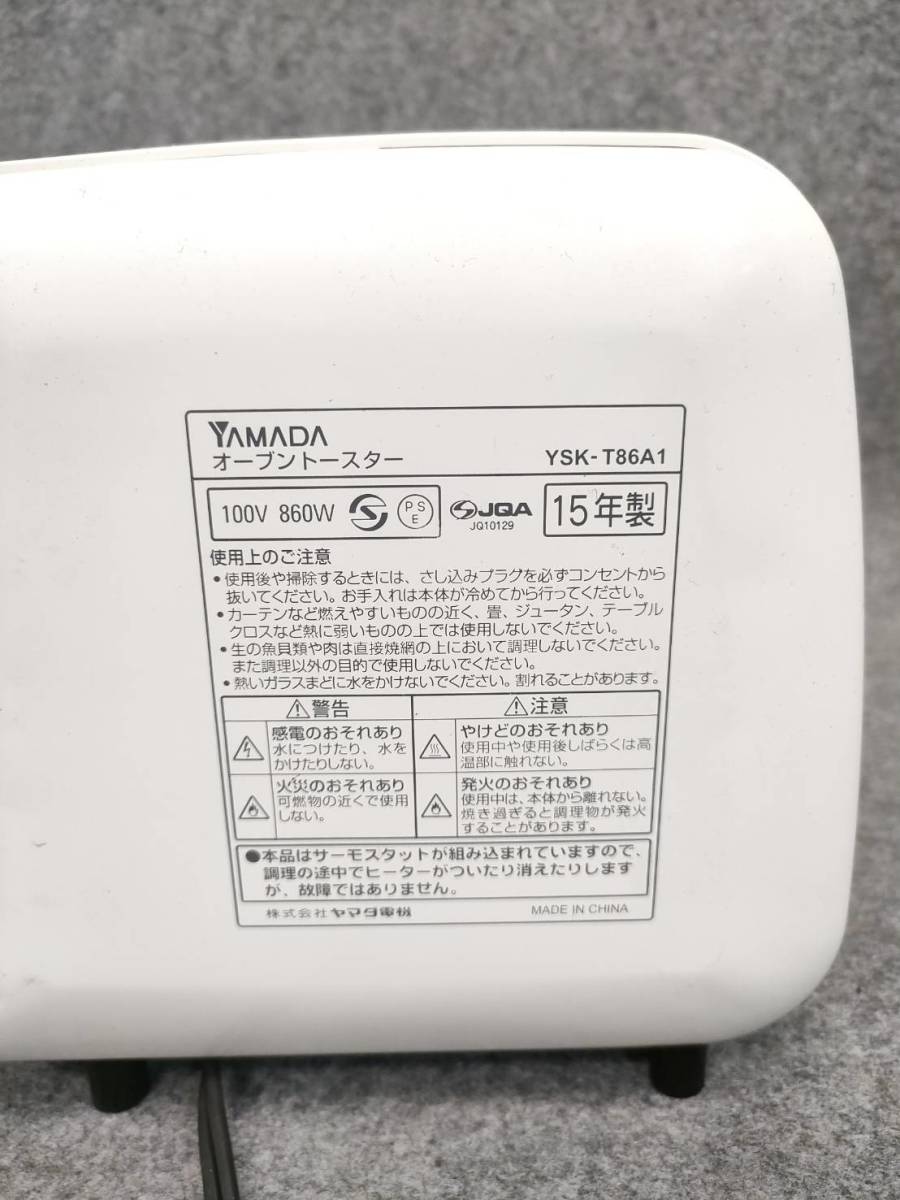 YAMADA
オーブントースター YSK-T86A1
100V 860W PSE JQA 15年製
JQ10129
使用上のご注意
●使用後や掃除するときには、さし込みプラグを必ずコンセントから
抜いてください。お手入れは本体が冷めてから行ってください。
●カーテンなど燃えやすいものの近く、畳、ジュータン、テーブル
クロスなど熱に弱いものの上では使用しないでください。
●生の魚貝類や肉は直接焼網の上において調理しないでください。
また調理以外の目的で使用しないでください。
●熱いガラスまどに水をかけないでください。割れることがあります。
警告
感電のおそれあり
水につけたり、水を
かけたりしない。
火災のおそれあり
可燃物の近くで使用
しない。
注意
やけどのおそれあり
使用中や使用後しばらくは高
温部に触れない。
発火のおそれあり
使用中は、本体から離れない。
焼き過ぎると調理物が発火
することがあります。
●本品はサーモスタットが組み込まれていますので、
調理の途中でヒーターがついたり消えたりします
が、故障ではありません。
株式会社ヤマダ電機 MADE IN CHINA